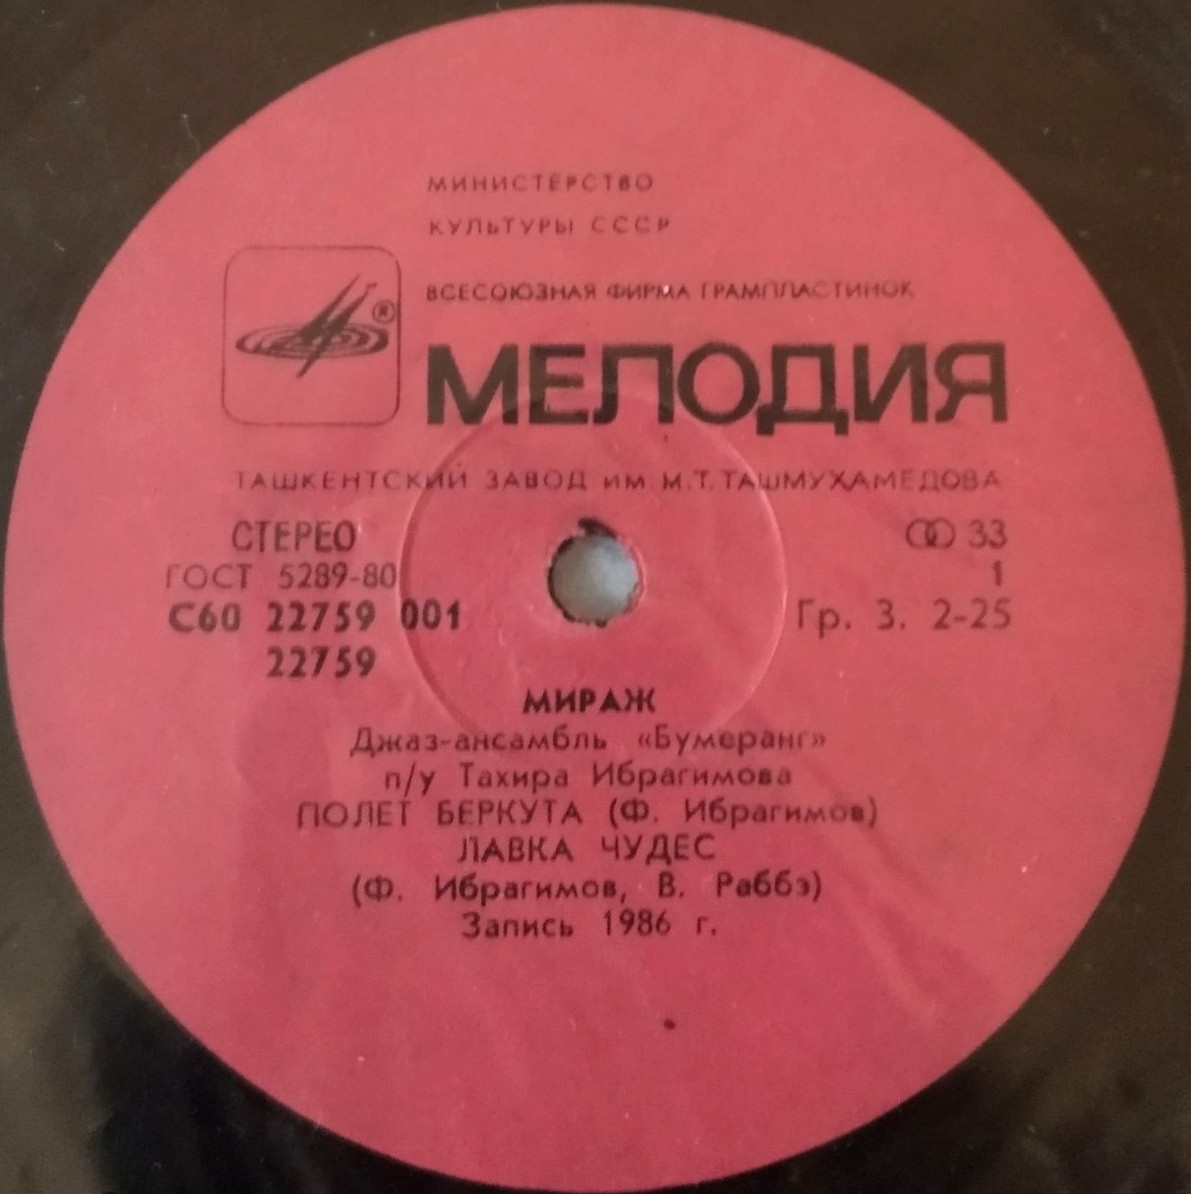 МИНИСТЕРСТВО
КУЛЬТУРЫ СССР
ВСЕСОЮЗНАЯ ФИРМА ГРАМПЛАСТИНОК
®
МЕЛОДИЯ
ТАШКЕНТСКИЙ ЗАВОД им. М.Т. ТАШМУХАМЕДОВА
СТЕРЕО 33
ГОСТ 5289-80 1
С60 22759 001 Гр. 3. 2-25
22759
МИРАЖ
Джаз-ансамбль «Бумеранг»
п/у Тахира Ибрагимова
ПОЛЕТ БЕРКУТА (Ф. Ибрагимов)
ЛАВКА ЧУДЕС
(Ф. Ибрагимов, В. Раббэ)
Запись 1986 г.